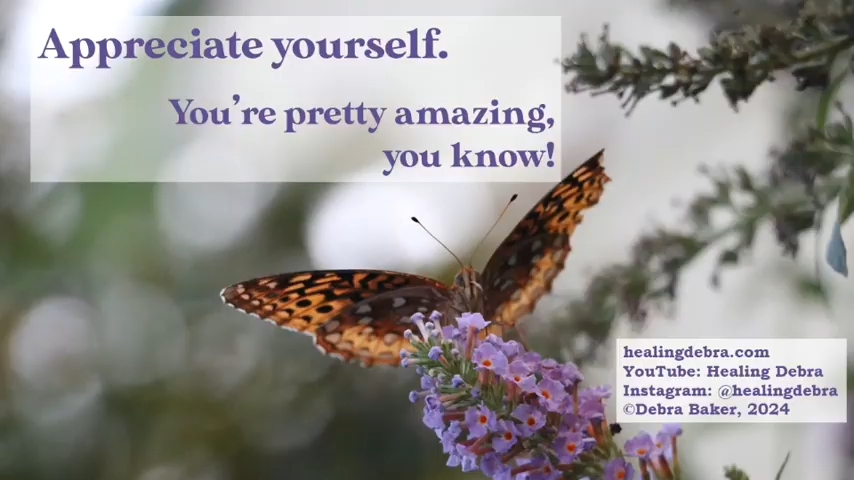 Appreciate yourself.
You're pretty amazing,
you know!
healingdebra.com
YouTube: Healing Debra
Instagram: @healingdebra
©Debra Baker, 2024